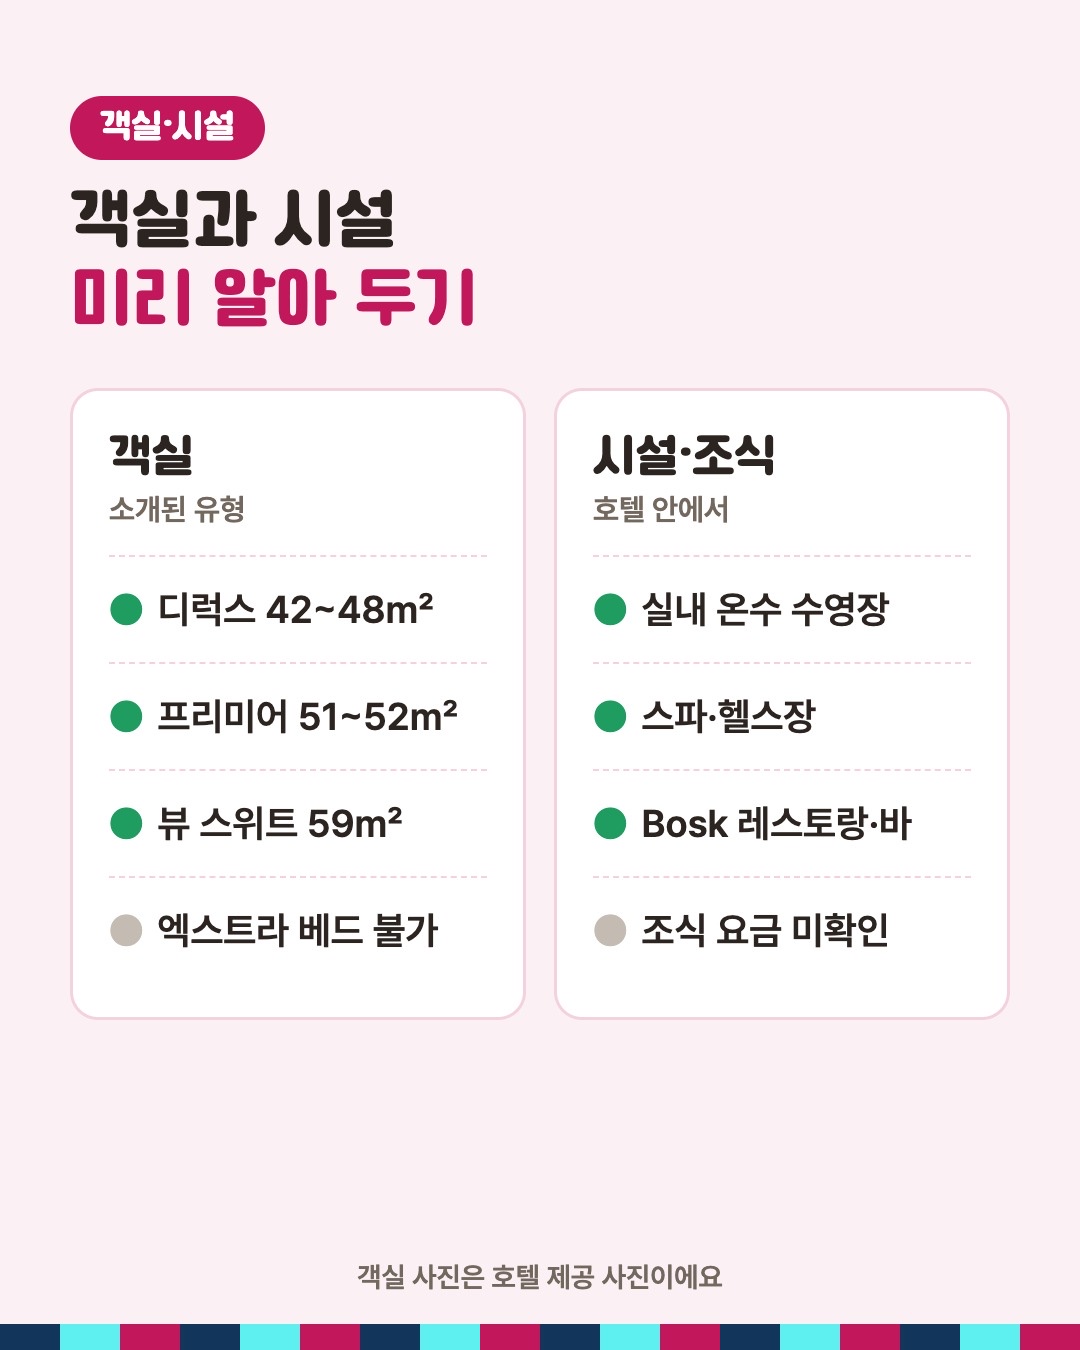 객실·시설
객실과 시설
미리 알아 두기
객실
소개된 유형
디럭스 42~48m²
프리미어 51~52m²
뷰 스위트 59m²
엑스트라 베드 불가
시설·조식
호텔 안에서
실내 온수 수영장
스파·헬스장
Bosk 레스토랑·바
조식 요금 미확인
객실 사진은 호텔 제공 사진이에요